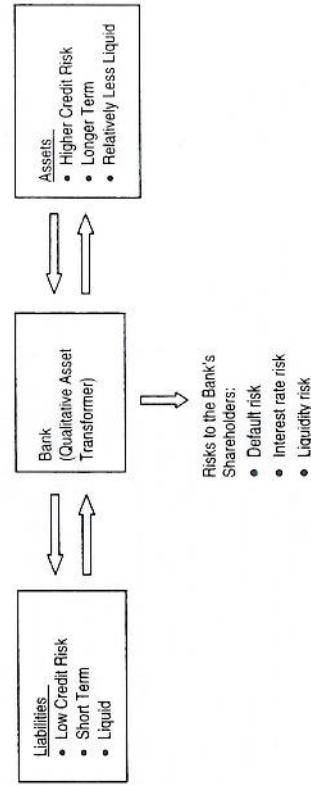 Liabilities
• Low Credit Risk
• Short Term
• Liquid
Bank
(Qualitative Asset
Transformer)
Assets
• Higher Credit Risk
• Longer Term
• Relatively Less Liquid
Risks to the Bank's
Shareholders:
• Default risk
• Interest rate risk
• Liquidity risk